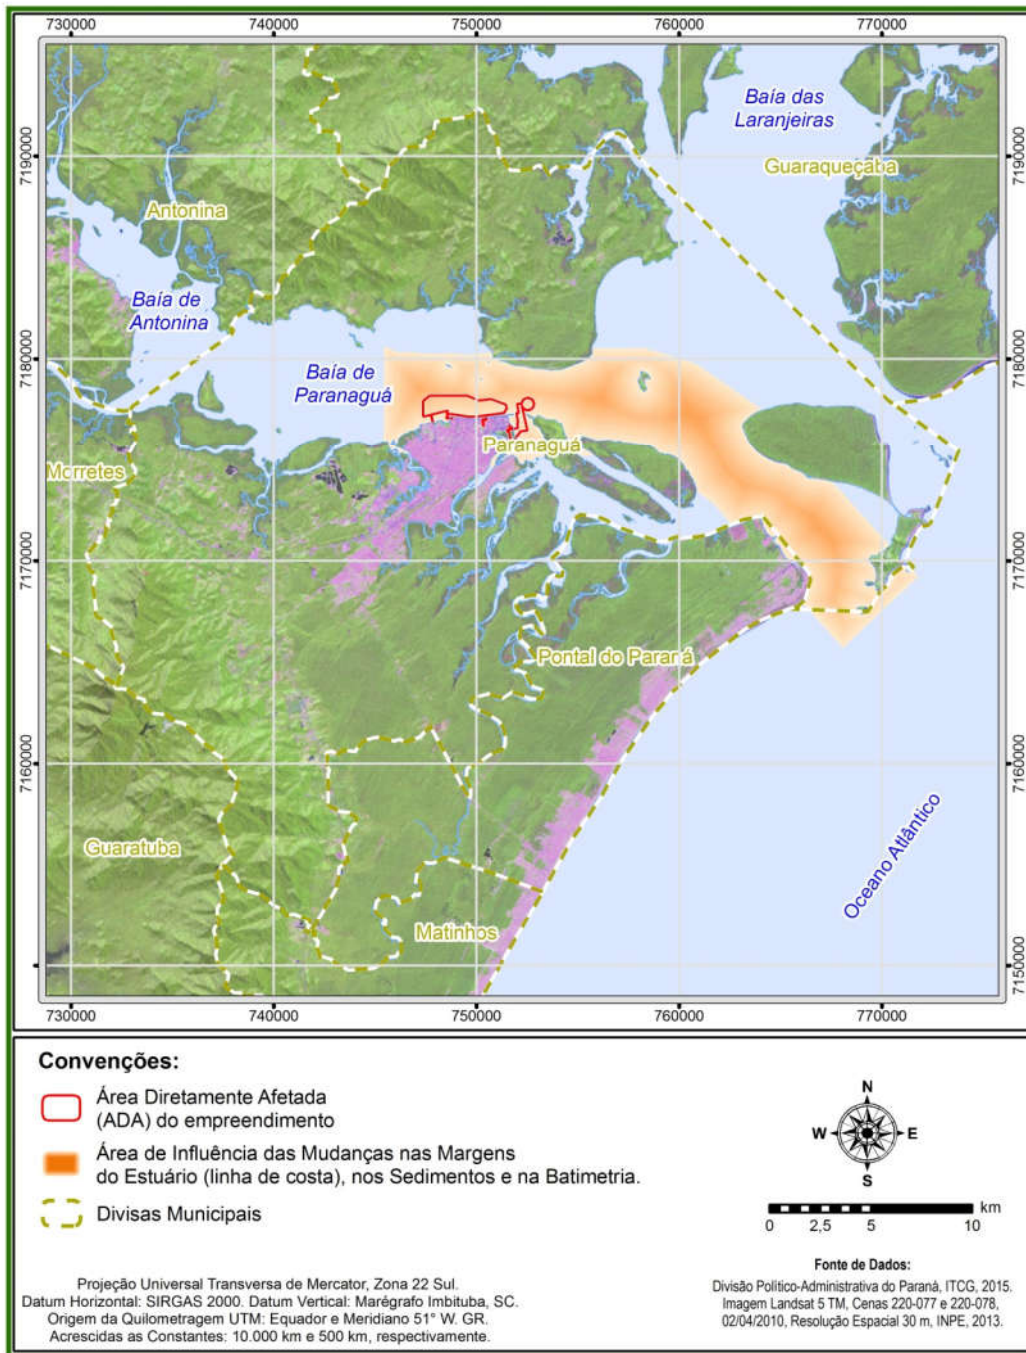 730000 740000 750000 760000 770000
7190000
7190000
Baía das
Laranjeiras
Guaraqueçaba
Antonina
Baía de
Antonina
7180000
7180000
Baía de
Paranaguá
Paranaguá
Morretes
7170000
7170000
Pontal do Paraná
7160000
7160000
Guaratuba
Oceano Atlântico
Matinhos
7150000
7150000
730000 740000 750000 760000 770000
Convenções:
Área Diretamente Afetada
(ADA) do empreendimento
Área de Influência das Mudanças nas Margens
do Estuário (linha de costa), nos Sedimentos e na Batimetria.
Divisas Municipais
N
W E
S
km
0 2,5 5 10
Projeção Universal Transversa de Mercator, Zona 22 Sul.
Datum Horizontal: SIRGAS 2000. Datum Vertical: Marégrafo Imbituba, SC.
Origem da Quilometragem UTM: Equador e Meridiano 51° W. GR.
Acrescidas as Constantes: 10.000 km e 500 km, respectivamente.
Fonte de Dados:
Divisão Político-Administrativa do Paraná, ITCG, 2015.
Imagem Landsat 5 TM, Cenas 220-077 e 220-078,
02/04/2010, Resolução Espacial 30 m, INPE, 2013.